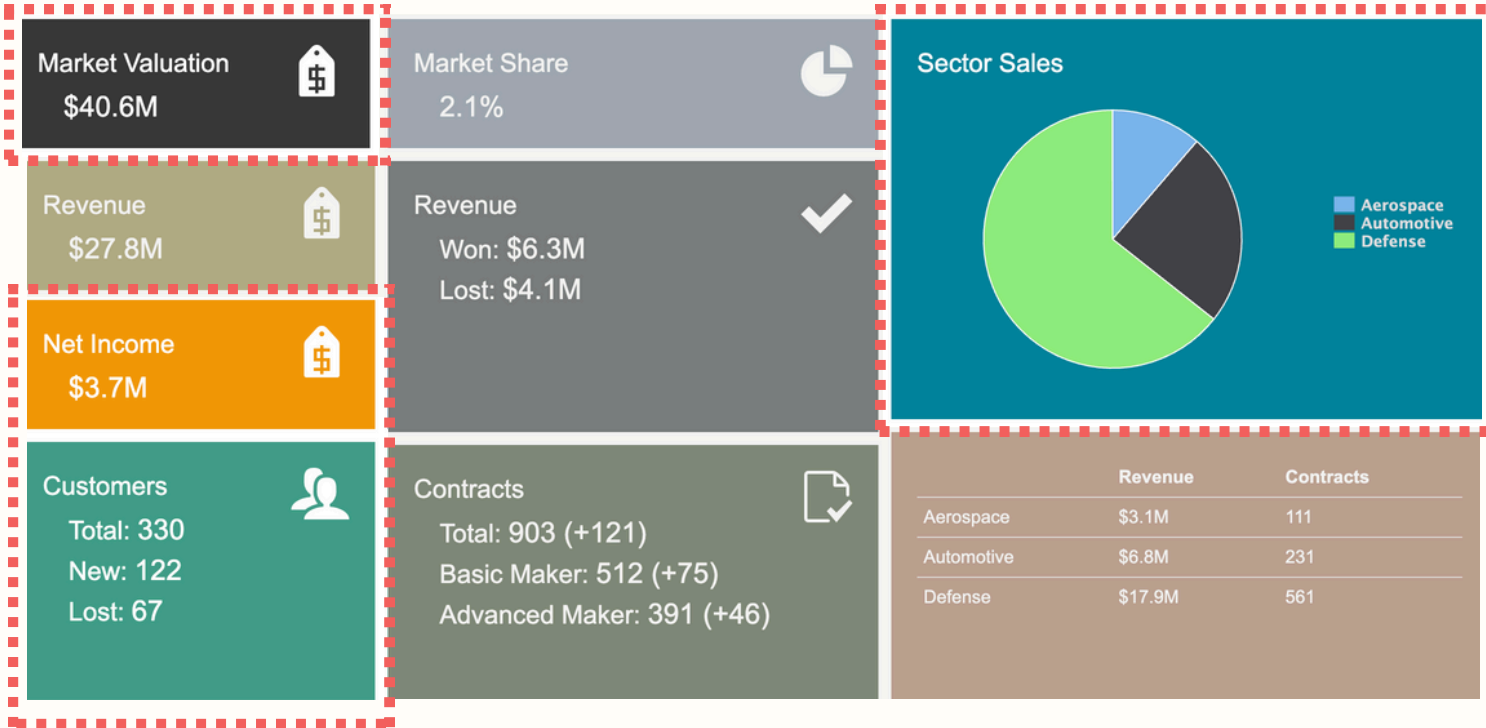 Market Valuation
$40.6M
Market Share
2.1%
Sector Sales
Aerospace
Automotive
Defense
Revenue
$27.8M
Revenue
Won: $6.3M
Lost: $4.1M
Net Income
$3.7M
Customers
Total: 330
New: 122
Lost: 67
Contracts
Total: 903 (+121)
Basic Maker: 512 (+75)
Advanced Maker: 391 (+46)
Revenue Contracts
Aerospace $3.1M 111
Automotive $6.8M 231
Defense $17.9M 561